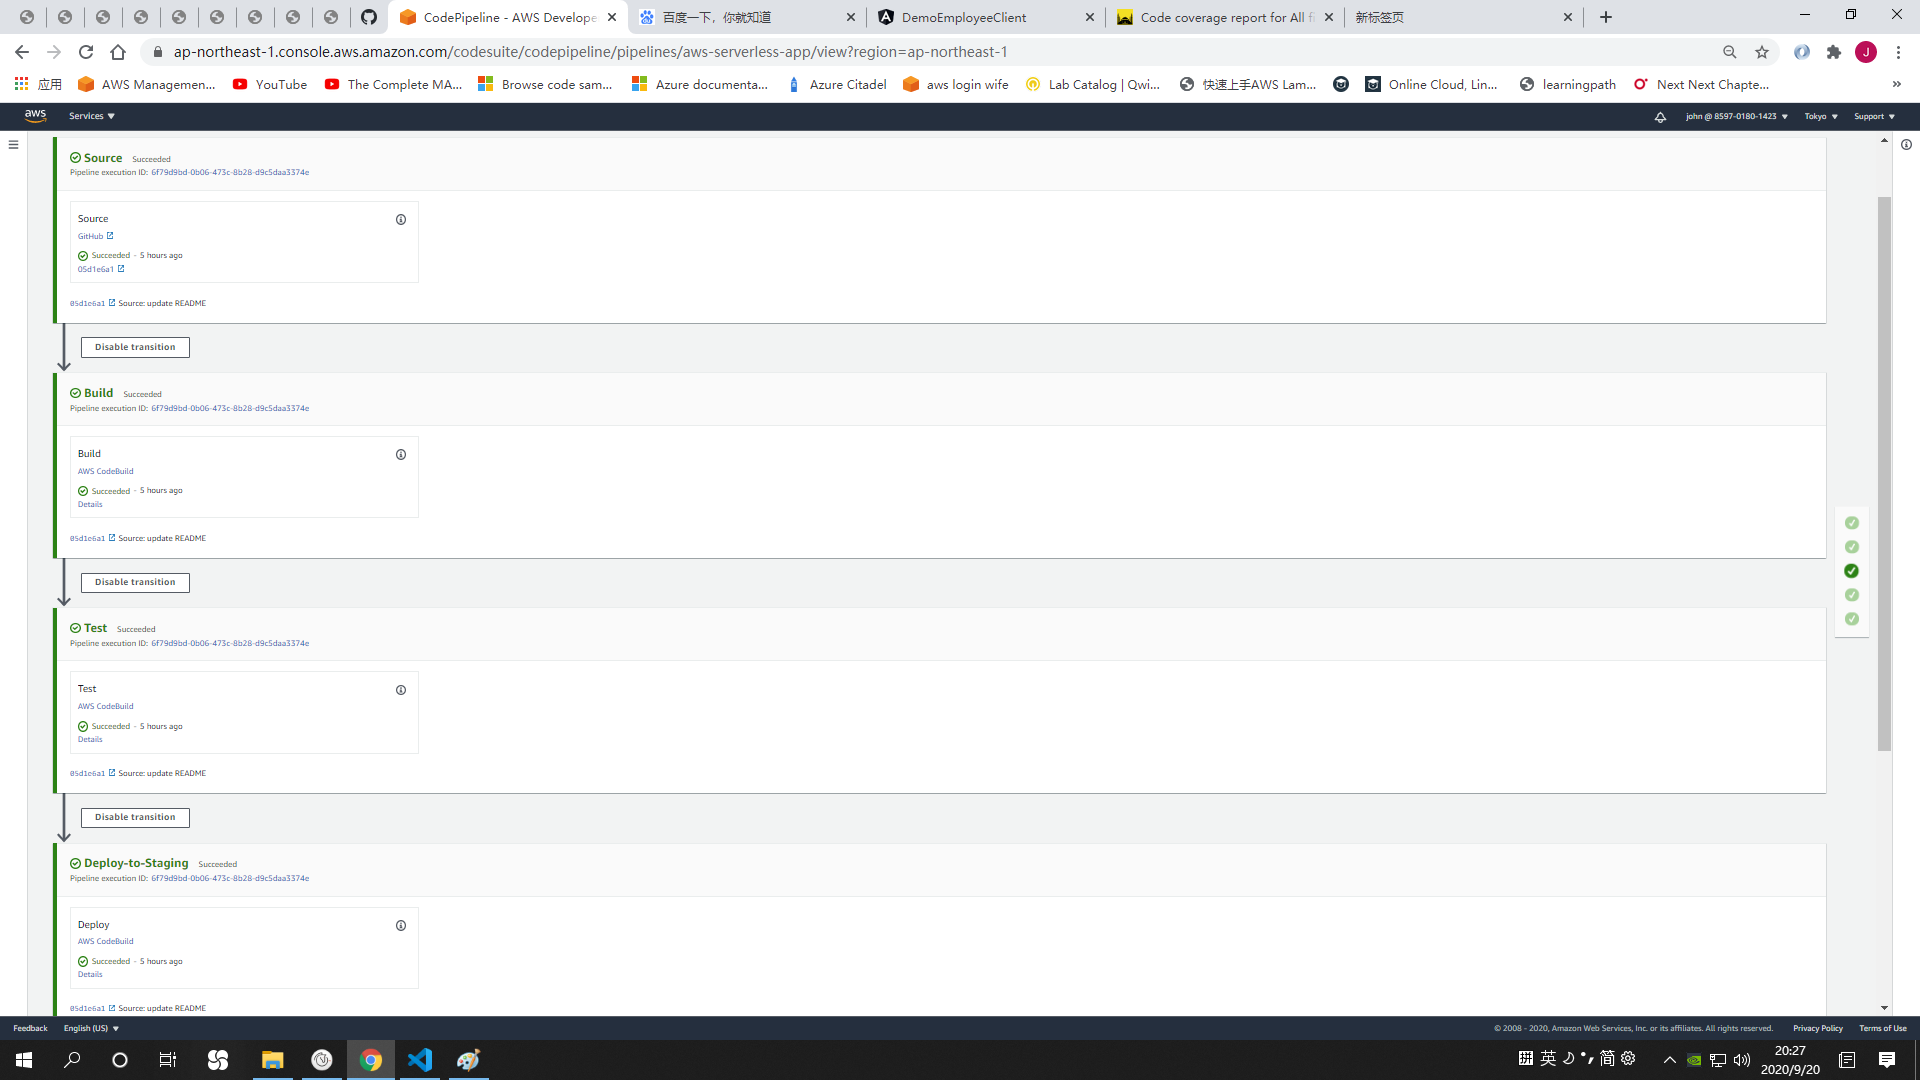 CodePipeline - AWS Develope
百度一下，你就知道
DemoEmployeeClient
Code coverage report for All fi
新标签页
ap-northeast-1.console.aws.amazon.com/codesuite/codepipeline/pipelines/aws-serverless-app/view?region=ap-northeast-1
J
应用
AWS Managemen...
YouTube
The Complete MA...
Browse code sam...
Azure documenta...
Azure Citadel
aws login wife
Lab Catalog | Qwi...
快速上手AWS Lam...
Online Cloud, Lin...
learningpath
Next Next Chapte...
aws
Services
john @ 8597-0180-1423
Tokyo
Support
Source Succeeded
Pipeline execution ID: 6f79d9bd-0b06-473c-8b28-d9c5daa3374e
Source
GitHub
Succeeded - 5 hours ago
05d1e6a1
05d1e6a1 Source: update README
Disable transition
Build Succeeded
Pipeline execution ID: 6f79d9bd-0b06-473c-8b28-d9c5daa3374e
Build
AWS CodeBuild
Succeeded - 5 hours ago
Details
05d1e6a1 Source: update README
Disable transition
Test Succeeded
Pipeline execution ID: 6f79d9bd-0b06-473c-8b28-d9c5daa3374e
Test
AWS CodeBuild
Succeeded - 5 hours ago
Details
05d1e6a1 Source: update README
Disable transition
Deploy-to-Staging Succeeded
Pipeline execution ID: 6f79d9bd-0b06-473c-8b28-d9c5daa3374e
Deploy
AWS CodeBuild
Succeeded - 5 hours ago
Details
05d1e6a1 Source: update README
Feedback
English (US)
© 2008 - 2020, Amazon Web Services, Inc. or its affiliates. All rights reserved.
Privacy Policy
Terms of Use
拼 英 简
20:27
2020/9/20